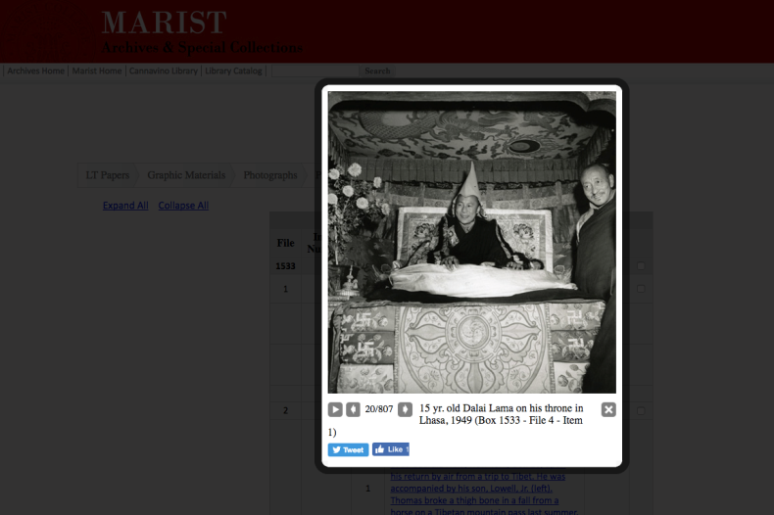 MARIST
Archives & Special Collections
Archives Home | Marist Home | Cannavino Library | Library Catalog |
Search
LT Papers
Graphic Materials
Photographs
Expand All Collapse All
File
1533
1
2
20/807 15 yr. old Dalai Lama on his throne in
Lhasa, 1949 (Box 1533 - File 4 - Item
1)
Tweet Like
his return by air from a trip to Tibet. He was
1 accompanied by his son, Lowell, Jr. (left).
Thomas broke a thigh bone in a fall from a
horse on a Tibetan mountain pass last summer